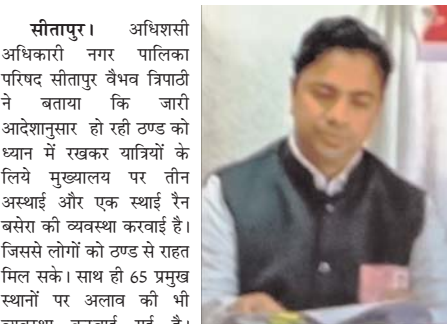 सीतापुर। अधिशसी
अधिकारी नगर पालिका
परिषद सीतापुर वैभव त्रिपाठी
ने बताया कि जारी
आदेशानुसार हो रही ठण्ड को
ध्यान में रखकर यात्रियों के
लिये मुख्यालय पर तीन
अस्थाई और एक स्थाई रैन
बसेरा की व्यवस्था करवाई है।
जिससे लोगों को ठण्ड से राहत
मिल सके। साथ ही 65 प्रमुख
स्थानों पर अलाव की भी